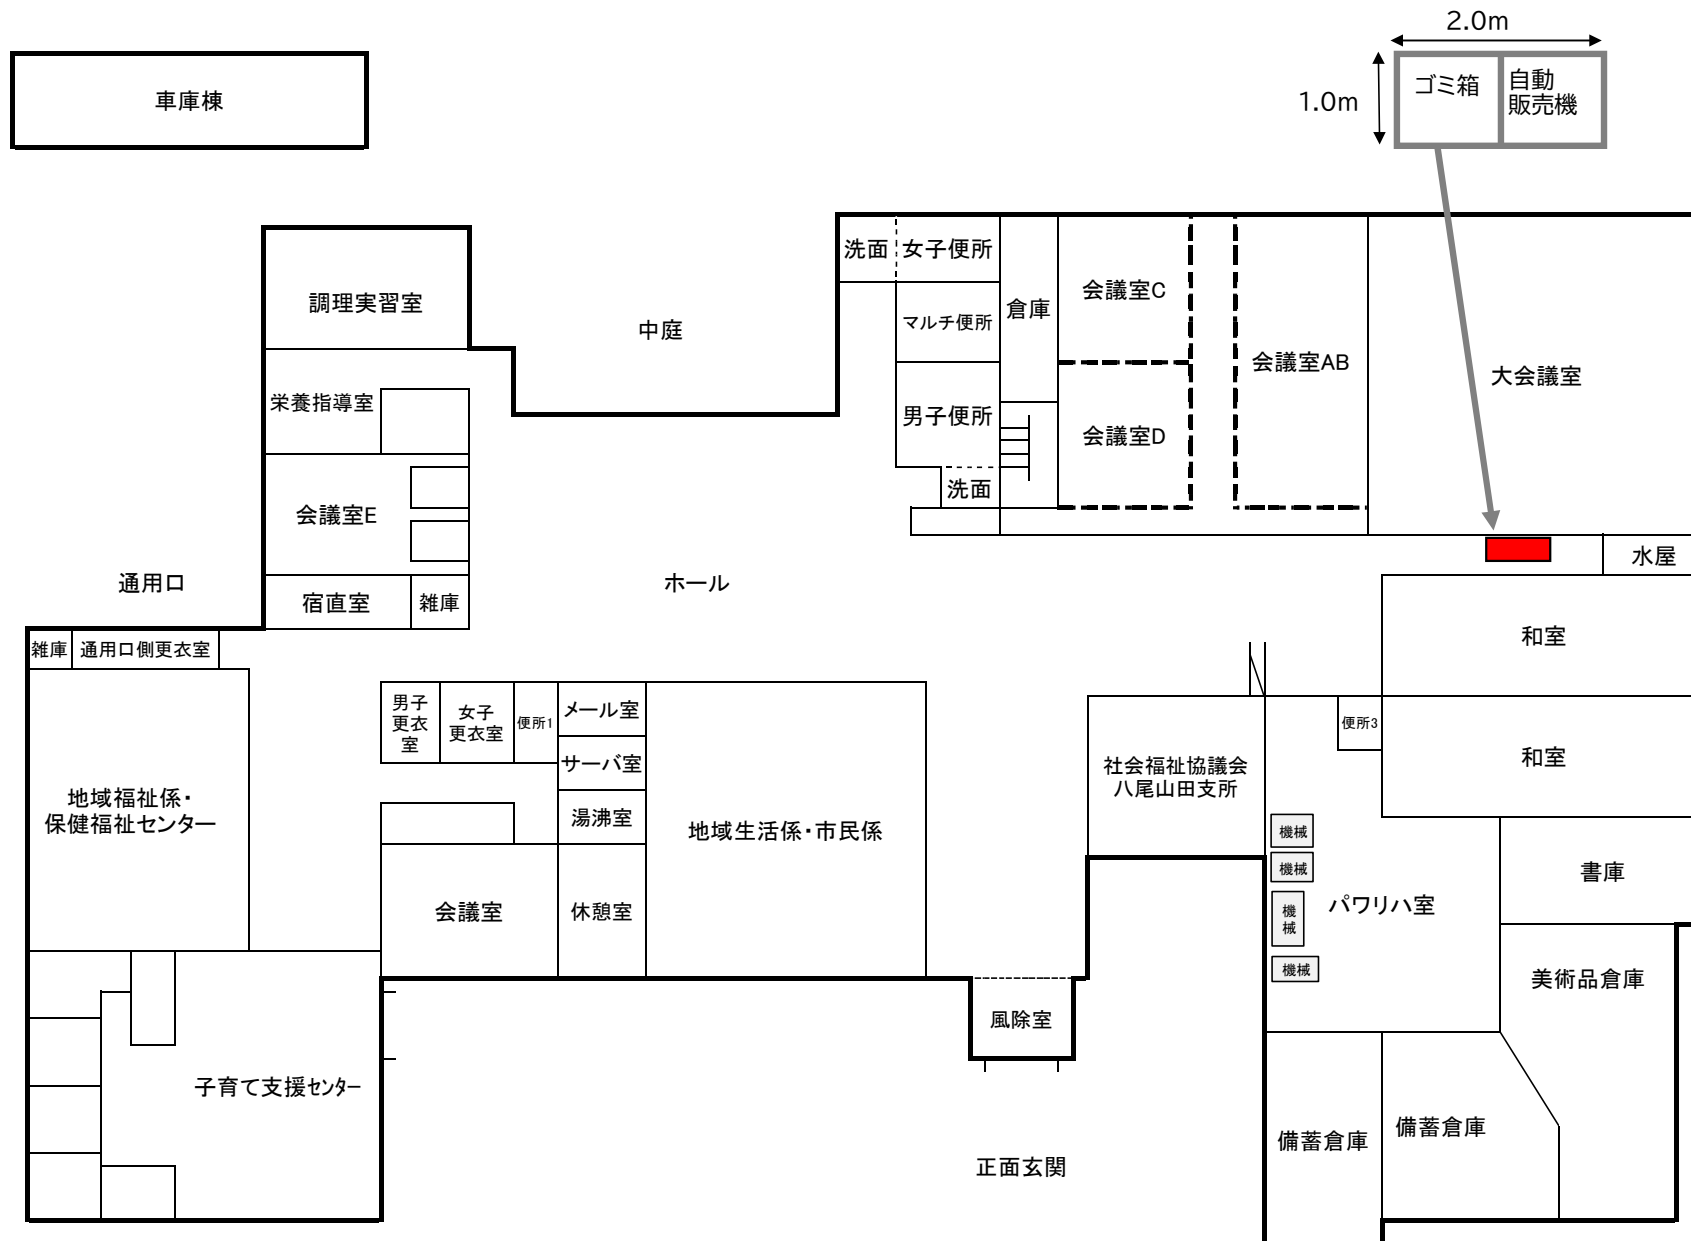 2.0m
1.0m
ゴミ箱
自動
販売機
車庫棟
洗面
女子便所
調理実習室
中庭
マルチ便所
倉庫
会議室C
会議室AB
大会議室
栄養指導室
男子便所
会議室D
洗面
会議室E
水屋
通用口
宿直室
雑庫
ホール
雑庫
通用口側更衣室
和室
男子
更衣
室
女子
更衣室
便所1
メール室
便所3
和室
サーバ室
社会福祉協議会
八尾山田支所
地域福祉係・
保健福祉センター
湯沸室
地域生活係・市民係
機械
機械
書庫
会議室
休憩室
機
械
パワリハ室
機械
美術品倉庫
風除室
子育て支援センター
正面玄関
備蓄倉庫
備蓄倉庫